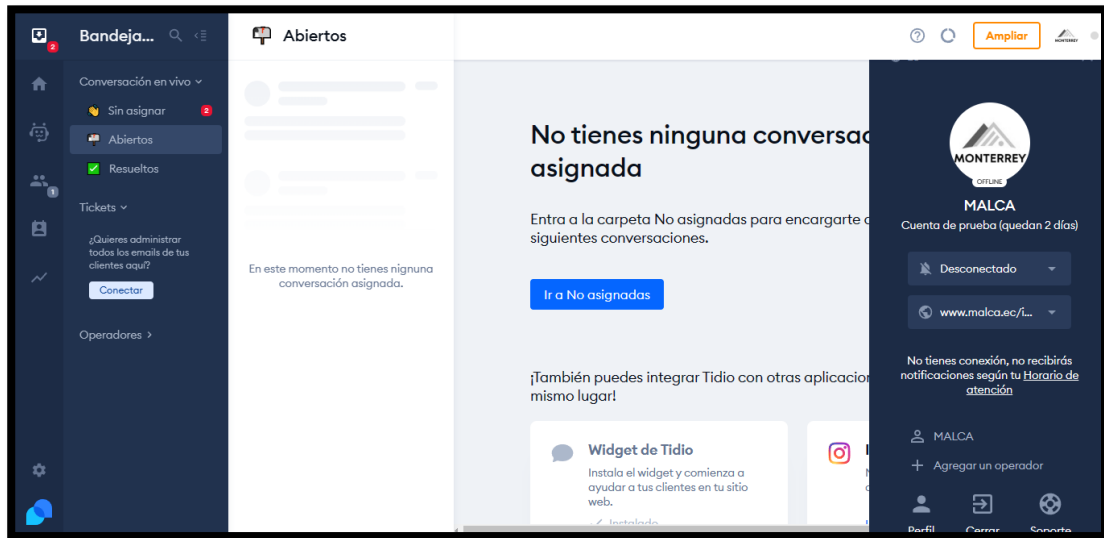 2
Bandeja...
Abiertos
Ampliar
MONTERREY
Conversación en vivo
Sin asignar 2
Abiertos
Resueltos
1
Tickets
¿Quieres administrar
todos los emails de tus
clientes aquí?
Conectar
Operadores
En este momento no tienes nignuna
conversación asignada.
No tienes ninguna conversac
asignada
Entra a la carpeta No asignadas para encargarte
siguientes conversaciones.
Ir a No asignadas
¡También puedes integrar Tidio con otras aplicacion
mismo lugar!
Widget de Tidio
Instala el widget y comienza a
ayudar a tus clientes en tu sitio
web.
Instalado
MONTERREY
OFFLINE
MALCA
Cuenta de prueba (quedan 2 días)
Desconectado
www.malca.ec/i...
No tienes conexión, no recibirás
notificaciones según tu Horario de
atención
MALCA
Agregar un operador
Perfil
Cerrar
Soporte